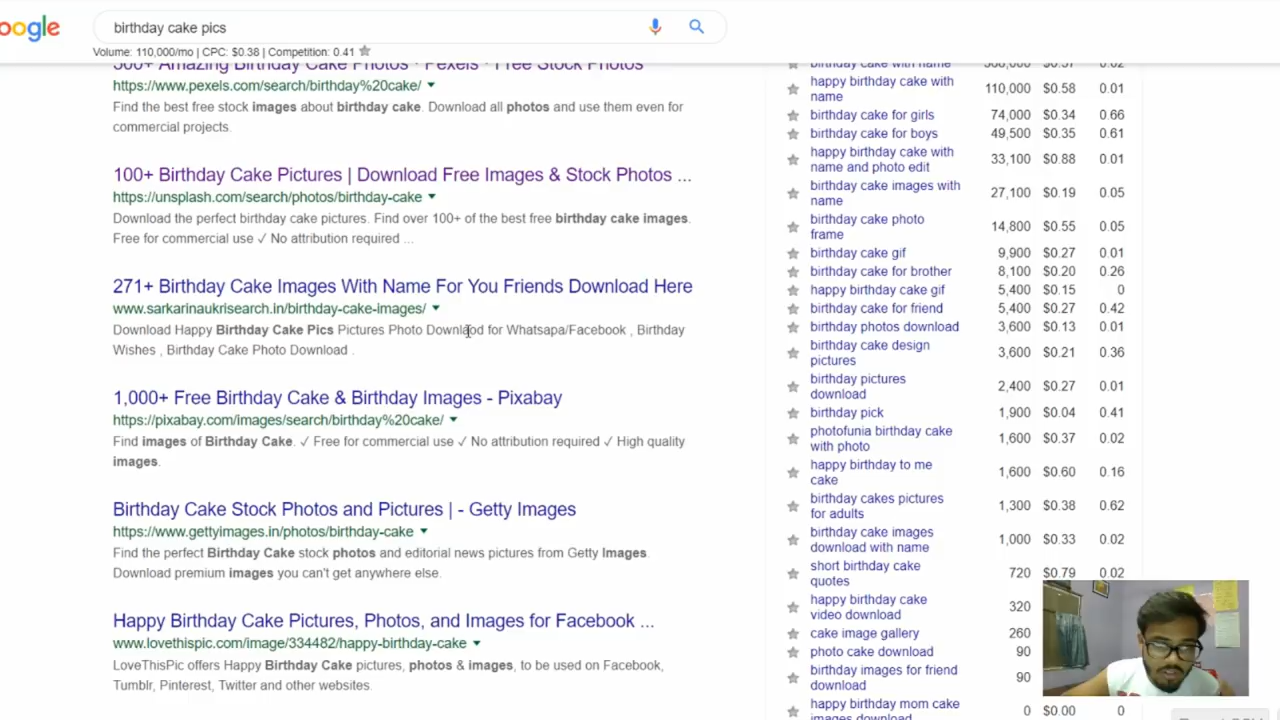 oogle
birthday cake pics
Volume: 110,000/mo | CPC: $0.38 | Competition: 0.41
500+ Amazing Birthday Cake Photos · Pexels · Free Stock Photos
https://www.pexels.com/search/birthday%20cake/
Find the best free stock images about birthday cake. Download all photos and use them even for
commercial projects.
100+ Birthday Cake Pictures | Download Free Images & Stock Photos ...
https://unsplash.com/search/photos/birthday-cake
Download the perfect birthday cake pictures. Find over 100+ of the best free birthday cake images.
Free for commercial use ✓ No attribution required ...
271+ Birthday Cake Images With Name For You Friends Download Here
www.sarkarinaukrisearch.in/birthday-cake-images/
Download Happy Birthday Cake Pics Pictures Photo Download for Whatsapa/Facebook , Birthday
Wishes , Birthday Cake Photo Download .
1,000+ Free Birthday Cake & Birthday Images - Pixabay
https://pixabay.com/images/search/birthday%20cake/
Find images of Birthday Cake. ✓ Free for commercial use ✓ No attribution required ✓ High quality
images.
Birthday Cake Stock Photos and Pictures | - Getty Images
https://www.gettyimages.in/photos/birthday-cake
Find the perfect Birthday Cake stock photos and editorial news pictures from Getty Images.
Download premium images you can't get anywhere else.
Happy Birthday Cake Pictures, Photos, and Images for Facebook ...
www.lovethispic.com/image/334482/happy-birthday-cake
LoveThisPic offers Happy Birthday Cake pictures, photos & images, to be used on Facebook,
Tumblr, Pinterest, Twitter and other websites.
birthday cake with name
happy birthday cake with
name 110,000 $0.58 0.01
birthday cake for girls 74,000 $0.34 0.66
birthday cake for boys 49,500 $0.35 0.61
happy birthday cake with
name and photo edit 33,100 $0.88 0.01
birthday cake images with
name 27,100 $0.19 0.05
birthday cake photo
frame 14,800 $0.55 0.05
birthday cake gif 9,900 $0.27 0.01
birthday cake for brother 8,100 $0.20 0.26
happy birthday cake gif 5,400 $0.15 0
birthday cake for friend 5,400 $0.27 0.42
birthday photos download 3,600 $0.13 0.01
birthday cake design
pictures 3,600 $0.21 0.36
birthday pictures
download 2,400 $0.27 0.01
birthday pick 1,900 $0.04 0.41
photofunia birthday cake
with photo 1,600 $0.37 0.02
happy birthday to me
cake 1,600 $0.60 0.16
birthday cakes pictures
for adults 1,300 $0.38 0.62
birthday cake images
download with name 1,000 $0.33 0.02
short birthday cake
quotes 720 $0.79 0.02
happy birthday cake
video download 320
cake image gallery 260
photo cake download 90
birthday images for friend
download 90
happy birthday mom cake
images download 0 $0.00 0